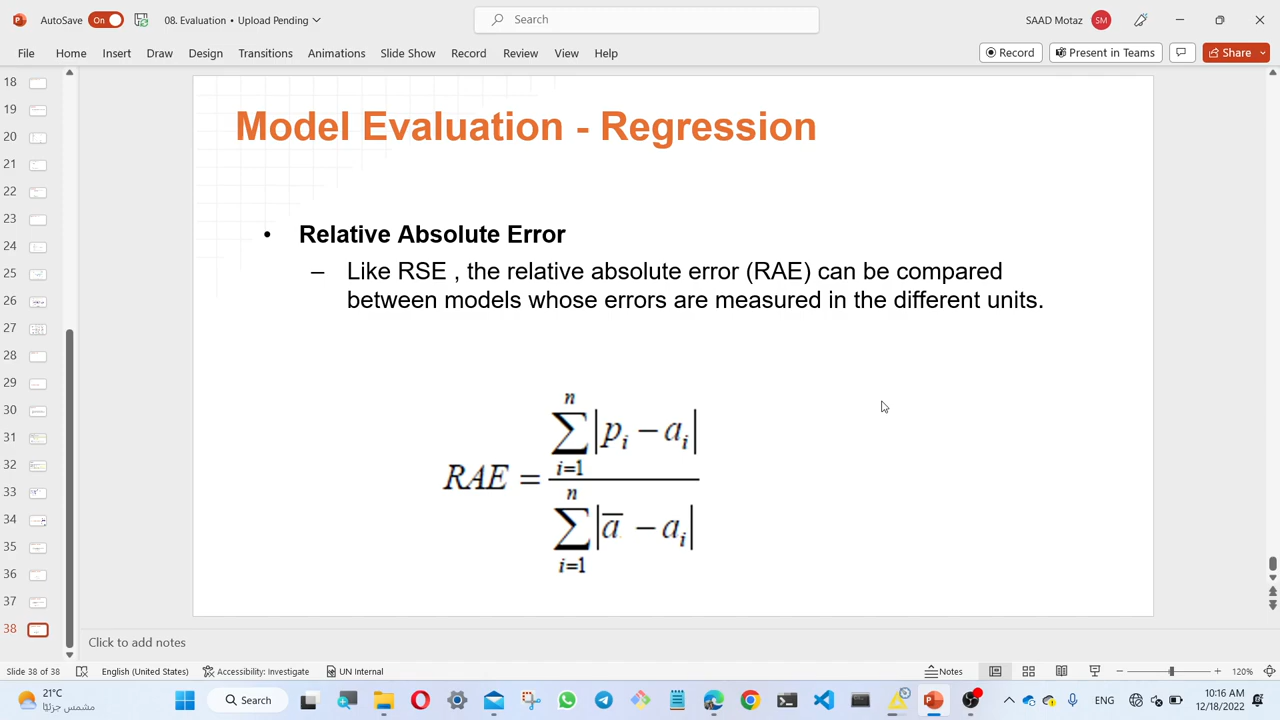 AutoSave On 08. Evaluation • Upload Pending Search SAAD Motaz SM
File Home Insert Draw Design Transitions Animations Slide Show Record Review View Help Record Present in Teams Share
18
19
20
21
22
23
24
25
26
27
28
29
30
31
32
33
34
35
36
37
38
Model Evaluation - Regression
• Relative Absolute Error
– Like RSE , the relative absolute error (RAE) can be compared
between models whose errors are measured in the different units.
n
∑ |pᵢ − aᵢ|
i=1
RAE =
n
∑ |a̅ − aᵢ|
i=1
Click to add notes
Slide 38 of 38 English (United States) Accessibility: Investigate UN Internal Notes 120%
21°C
مشمس جزئيًا
Search
ENG
10:16 AM
12/18/2022